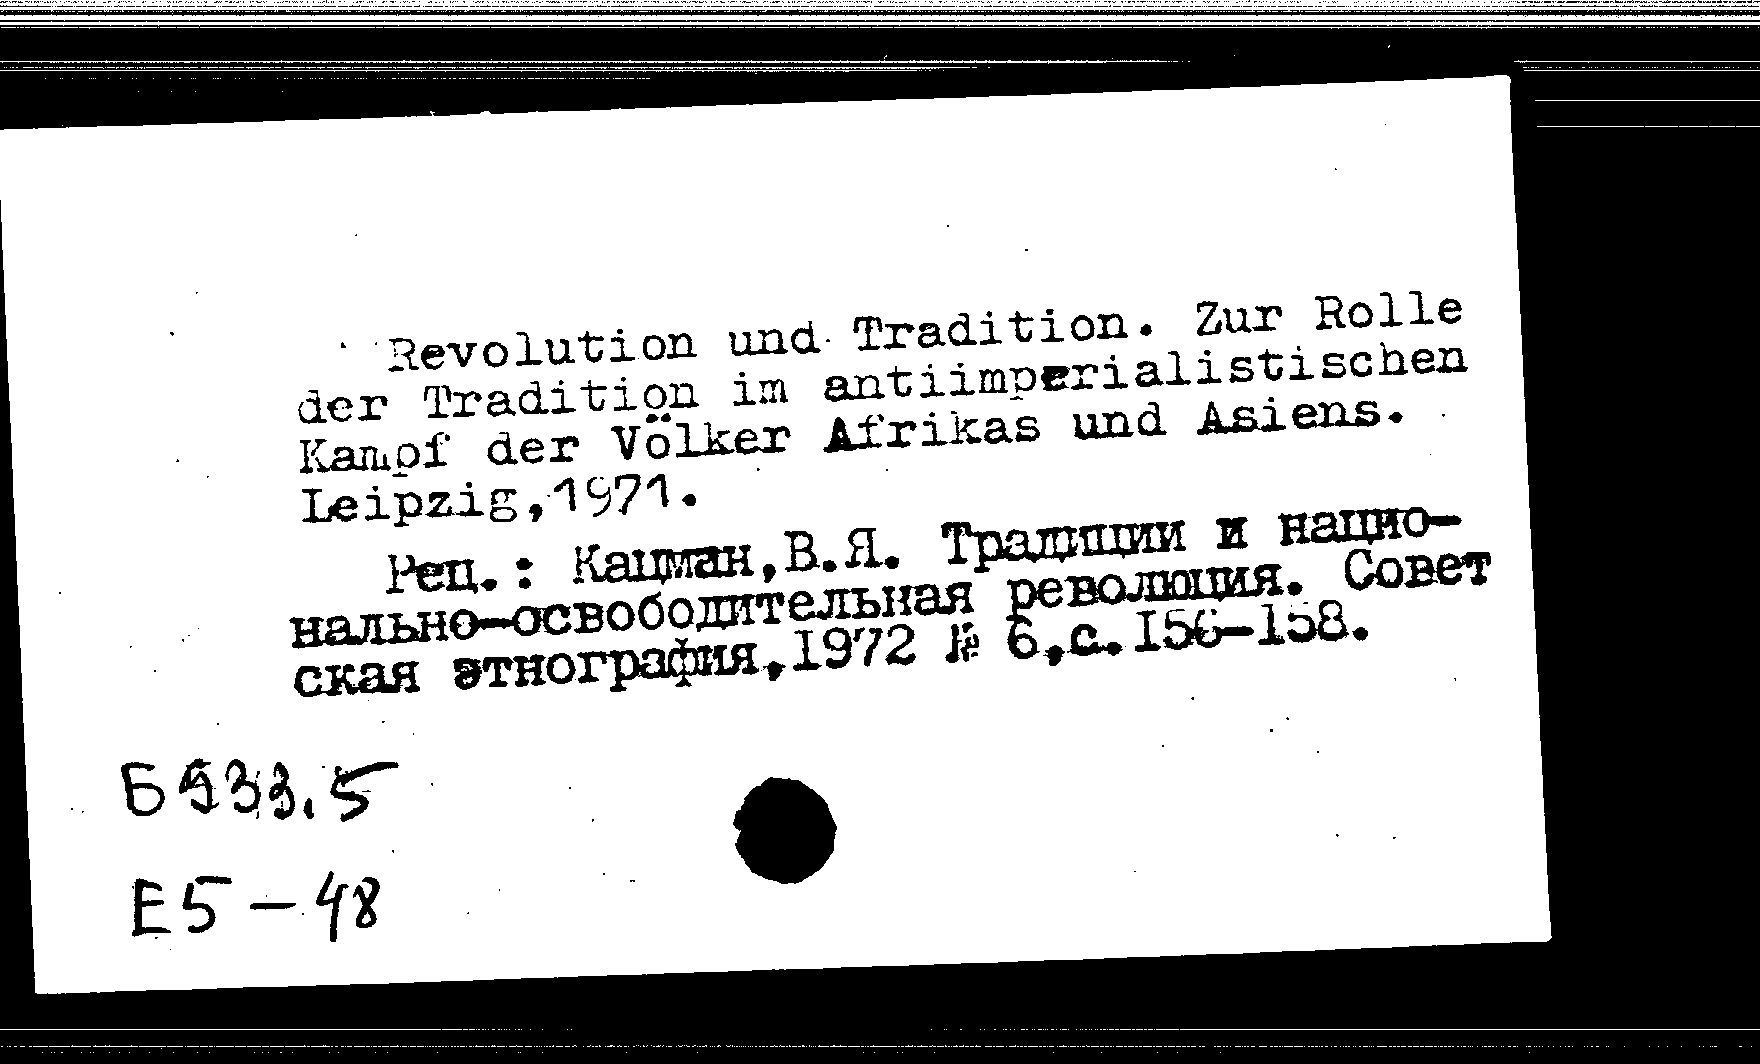 Revolution und Tradition. Zur Rolle
der Tradition im antiimperialistischen
Kampf der Völker Afrikas und Asiens.
Leipzig,1971.
Рец.: Кацман,В.Я. Традиции и нацио-
нально-освободительная революция. Совет
ская этнография,1972 № 6,с.156-158.
Б533.5
Е5-48